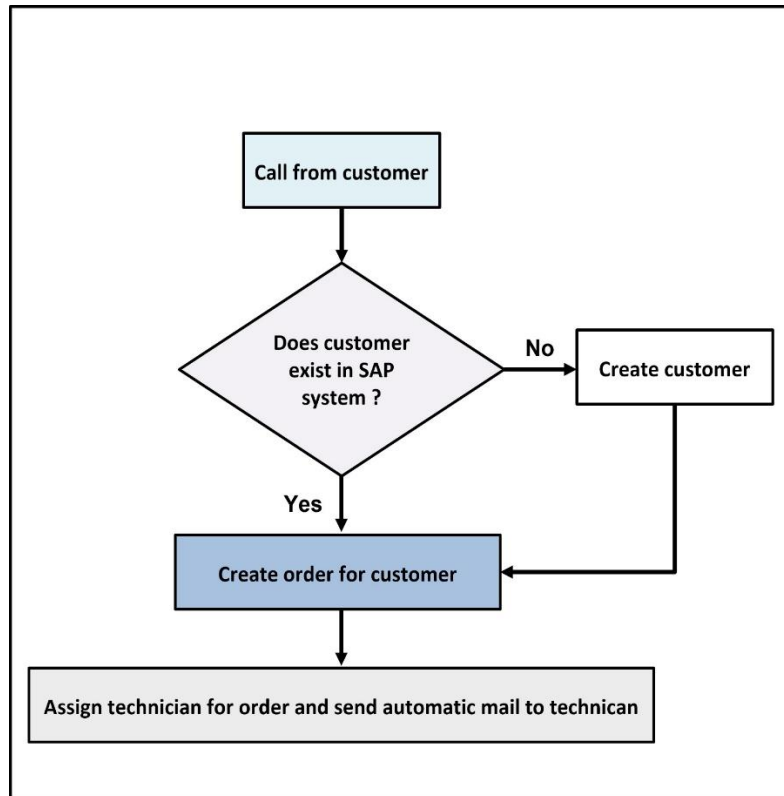 Call from customer
Does customer
exist in SAP
system ?
No
Create customer
Yes
Create order for customer
Assign technician for order and send automatic mail to technican